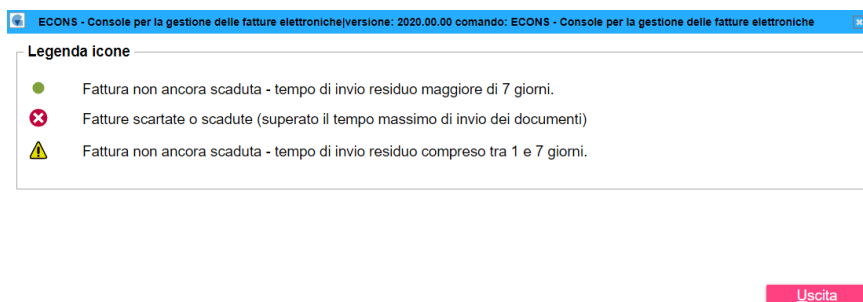 ECONS - Console per la gestione delle fatture elettroniche|versione: 2020.00.00 comando: ECONS - Console per la gestione delle fatture elettroniche
Legenda icone
Fattura non ancora scaduta - tempo di invio residuo maggiore di 7 giorni.
Fatture scartate o scadute (superato il tempo massimo di invio dei documenti)
Fattura non ancora scaduta - tempo di invio residuo compreso tra 1 e 7 giorni.
Uscita